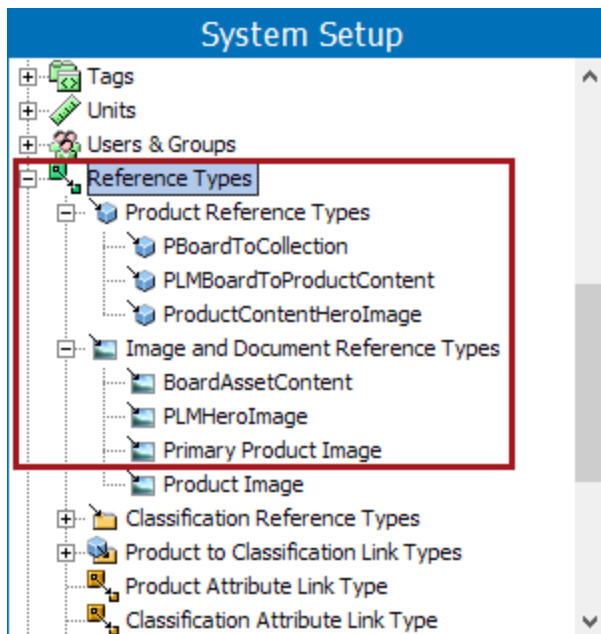 System Setup
Tags
Units
Users & Groups
Reference Types
Product Reference Types
PBoardToCollection
PLMBoardToProductContent
ProductContentHeroImage
Image and Document Reference Types
BoardAssetContent
PLMHeroImage
Primary Product Image
Product Image
Classification Reference Types
Product to Classification Link Types
Product Attribute Link Type
Classification Attribute Link Type